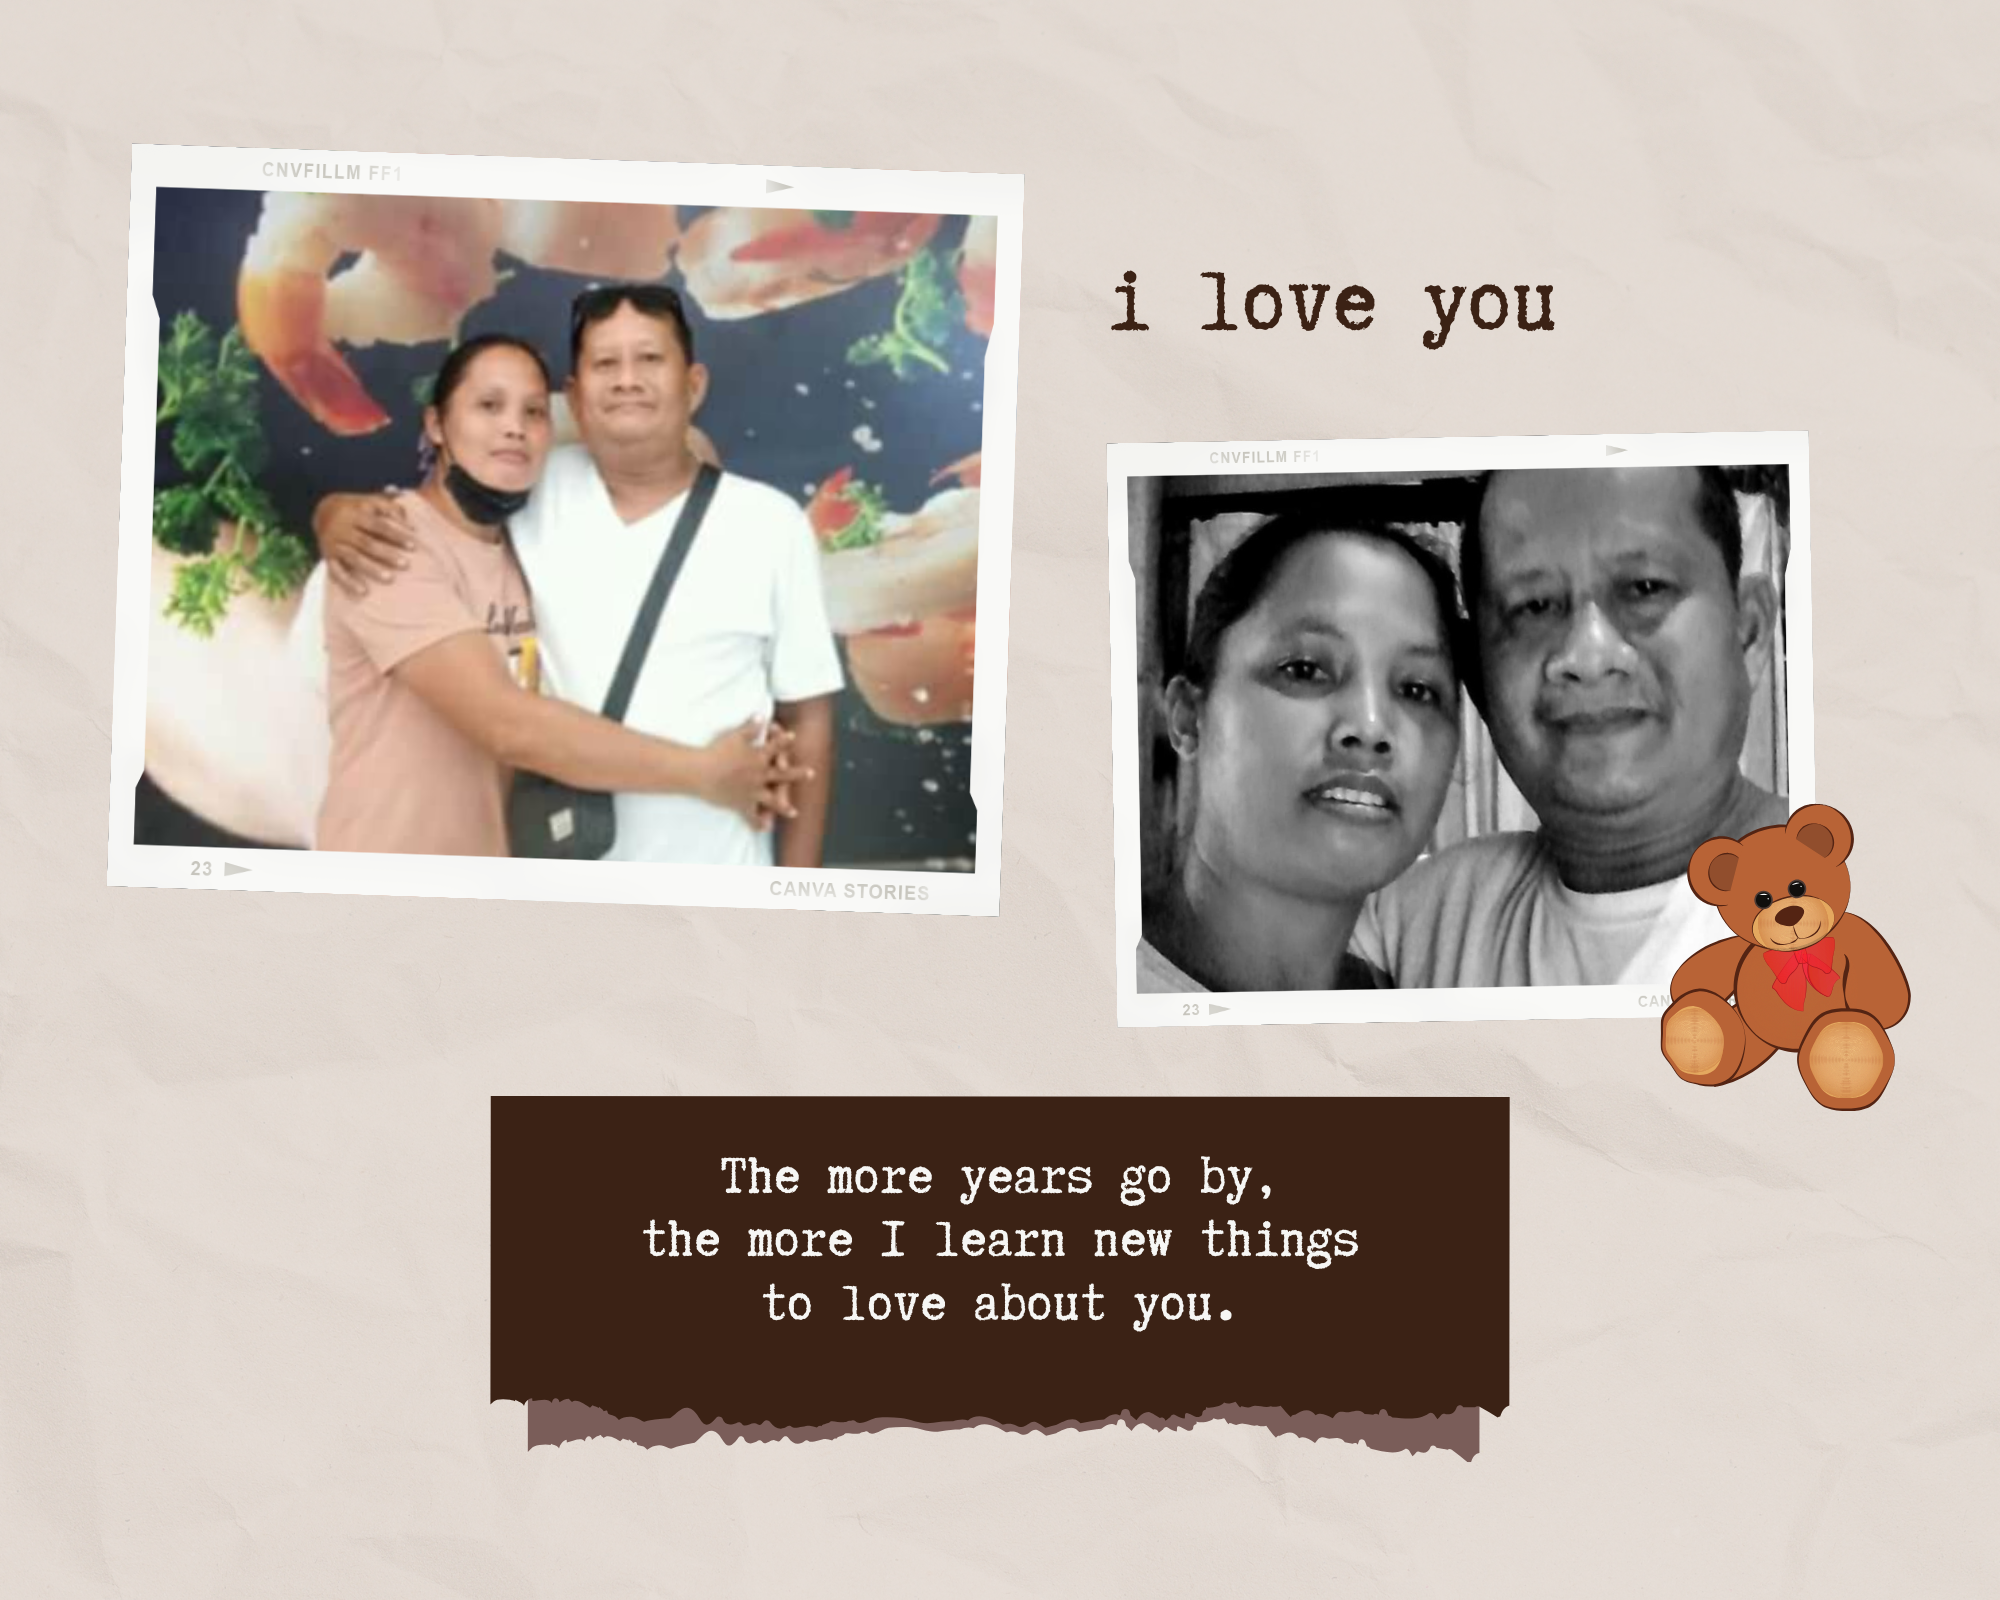 CNVFILLM FF1
i love you
CNVFILLM FF1
23
CANVA STORIES
23
CAN
The more years go by,
the more I learn new things
to love about you.